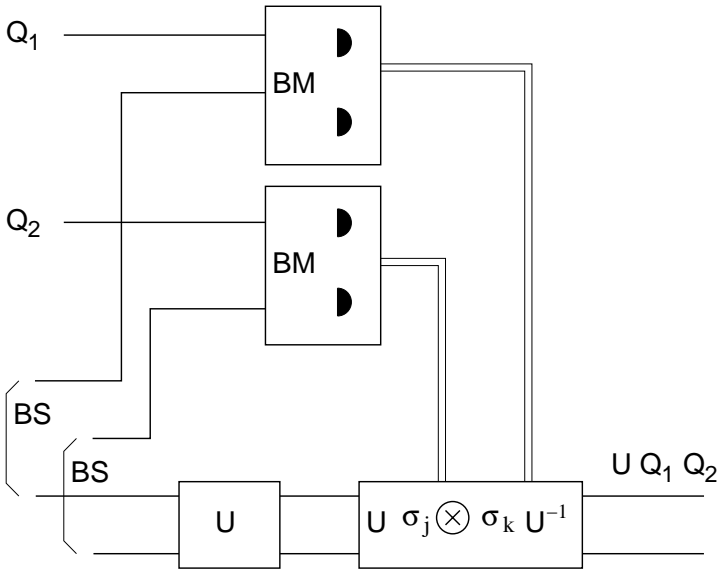 Q₁
BM
Q₂
BM
BS
BS
U Q₁ Q₂
U
U σⱼ ⊗ σₖ U⁻¹